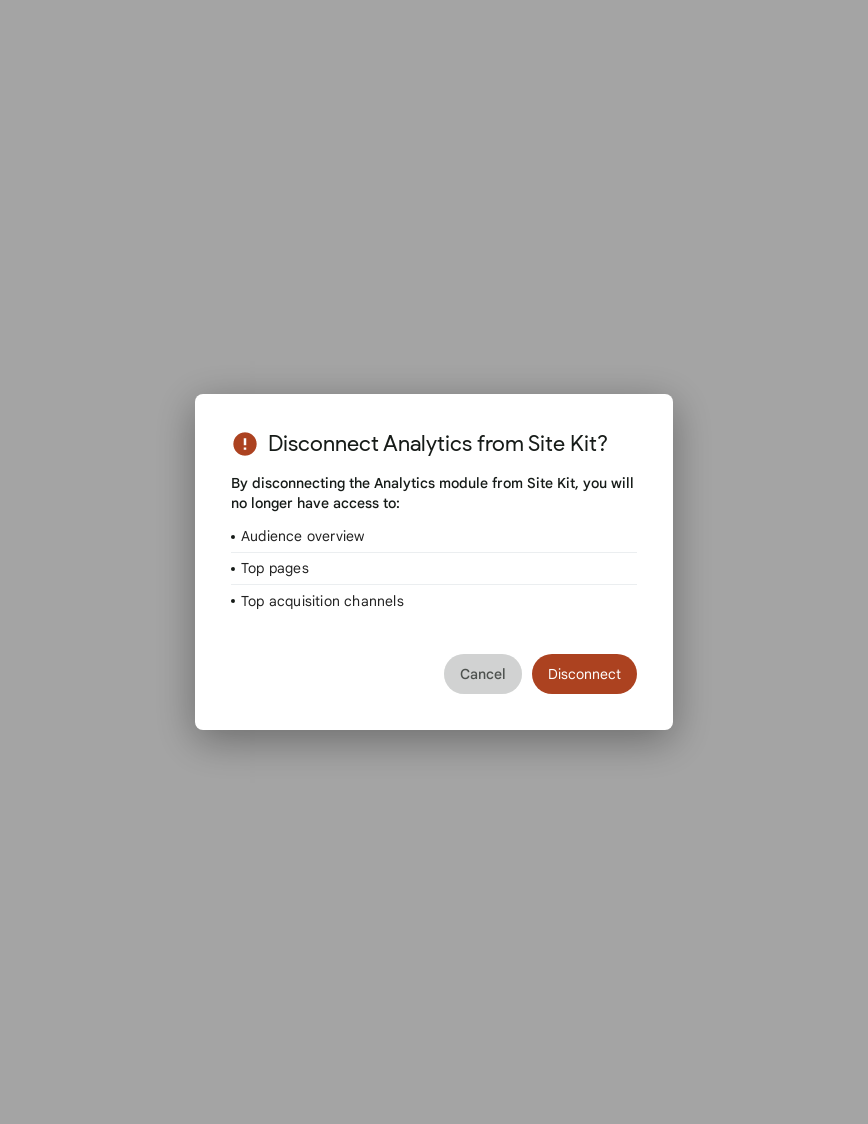 Disconnect Analytics from Site Kit?
By disconnecting the Analytics module from Site Kit, you will
no longer have access to:
• Audience overview
• Top pages
• Top acquisition channels
Cancel
Disconnect